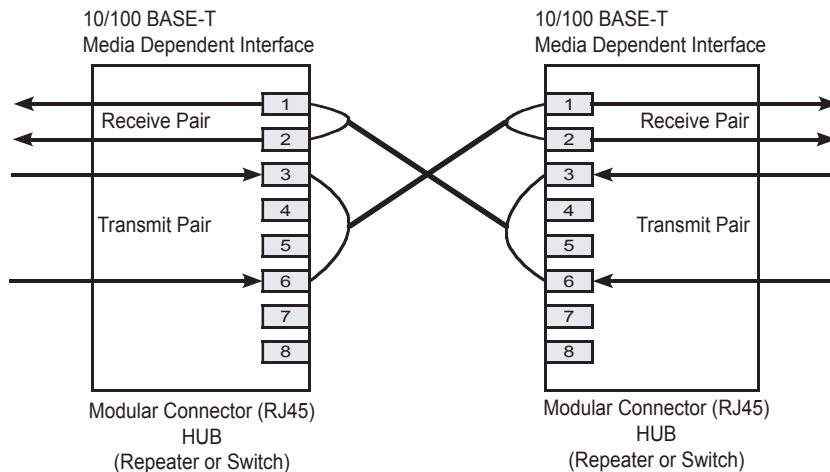 10/100 BASE-T
Media Dependent Interface
1
Receive Pair
2
3
4
Transmit Pair
5
6
7
8
Modular Connector (RJ45)
HUB
(Repeater or Switch)
10/100 BASE-T
Media Dependent Interface
1
Receive Pair
2
3
4
Transmit Pair
5
6
7
8
Modular Connector (RJ45)
HUB
(Repeater or Switch)